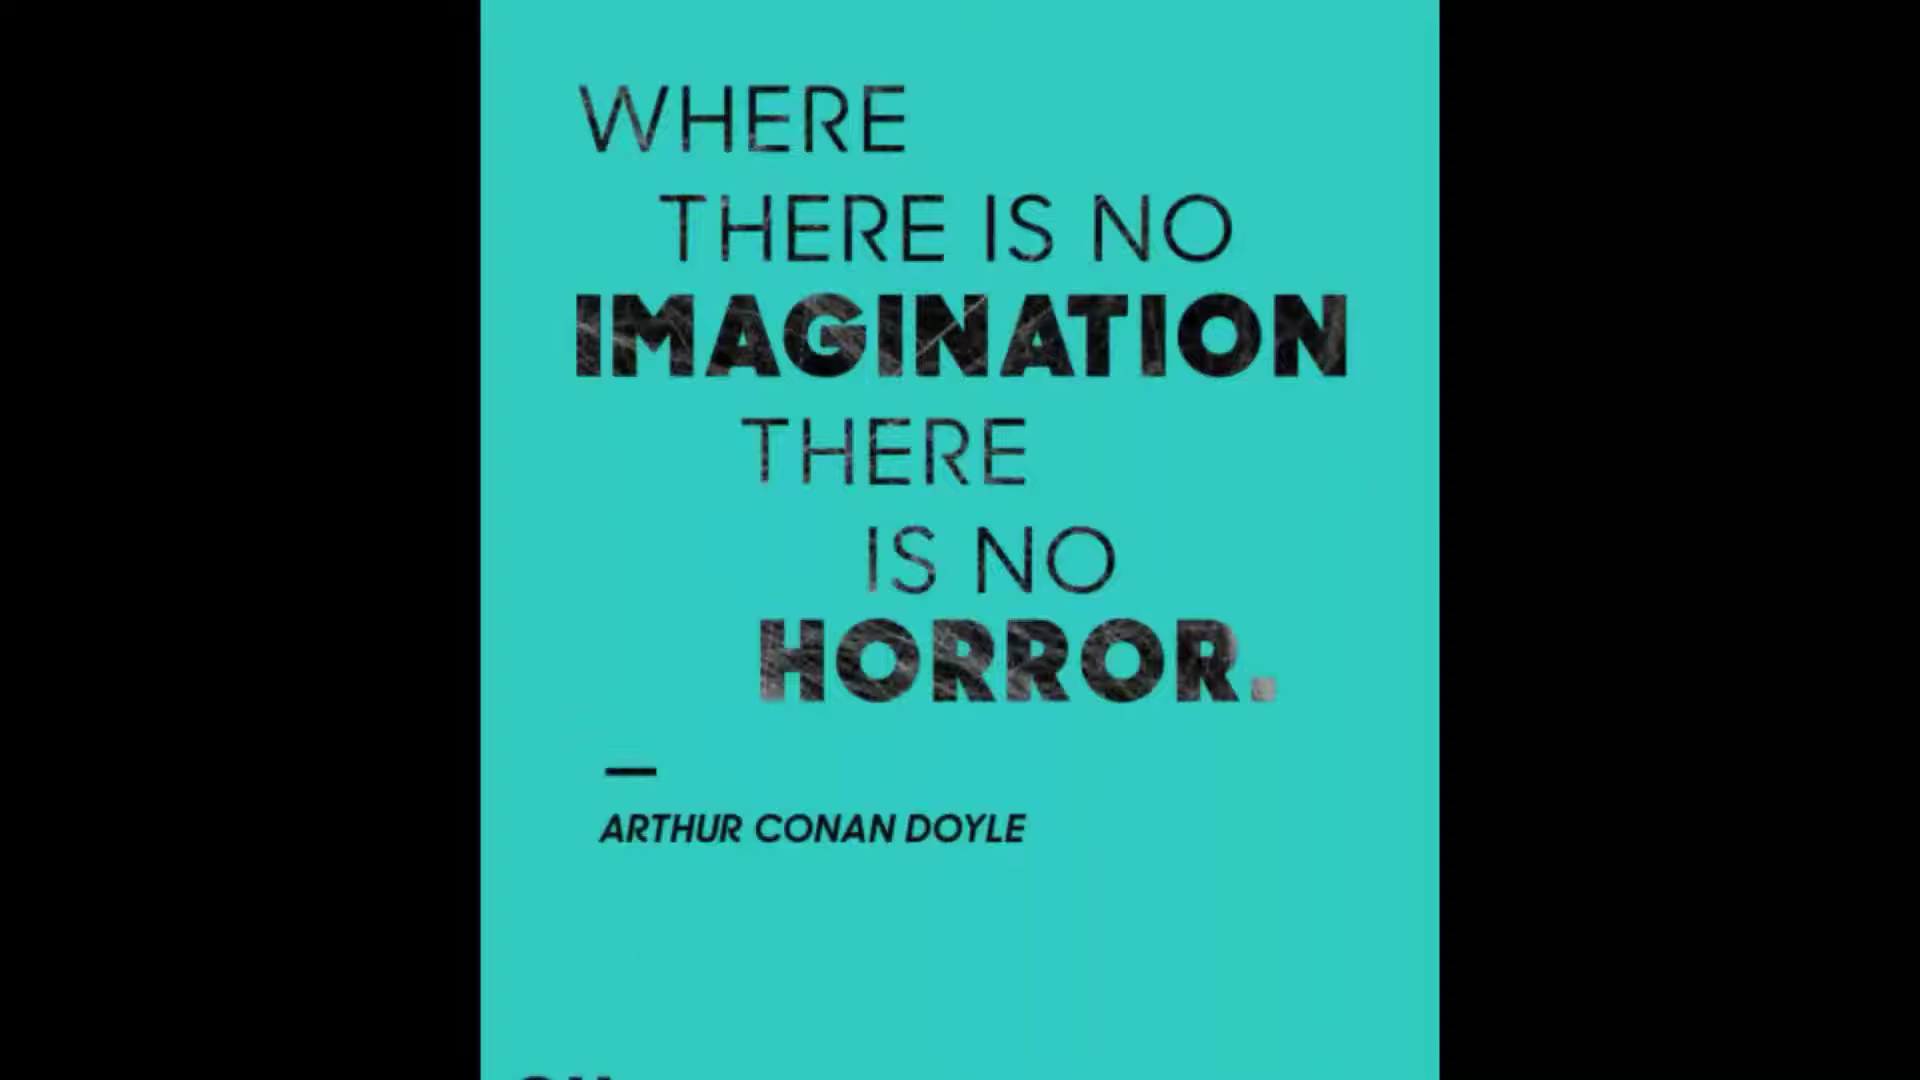 WHERE
THERE IS NO
IMAGINATION
THERE
IS NO
HORROR.
—
ARTHUR CONAN DOYLE